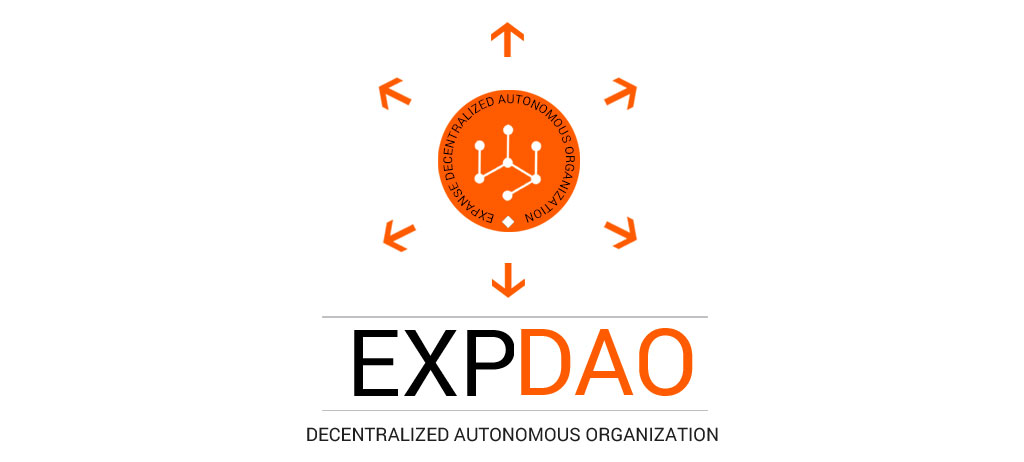 EXPANSE DECENTRALIZED AUTONOMOUS ORGANIZATION
EXPDAO
DECENTRALIZED AUTONOMOUS ORGANIZATION